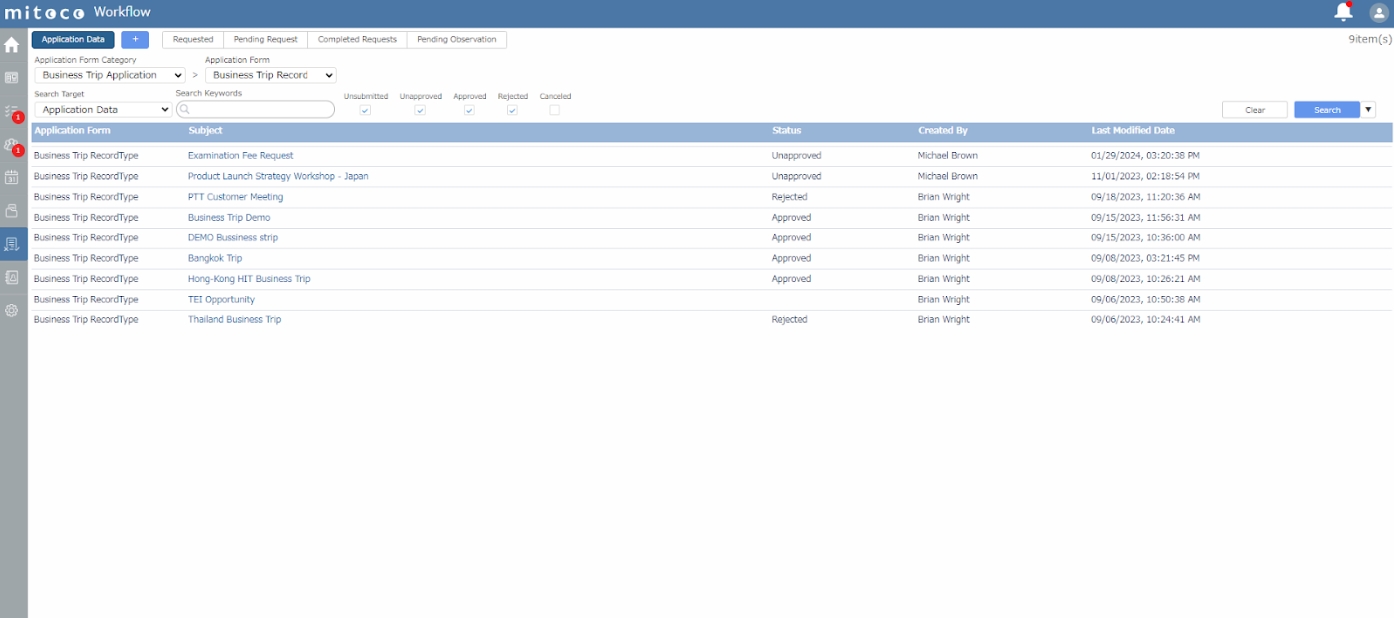 mitoco Workflow
Application Data + Requested Pending Request Completed Requests Pending Observation 9item(s)
Application Form Category Application Form
Business Trip Application > Business Trip Record
Search Target Search Keywords Unsubmitted Unapproved Approved Rejected Canceled
Application Data Clear Search
Application Form Subject Status Created By Last Modified Date
Business Trip RecordType Examination Fee Request Unapproved Michael Brown 01/29/2024, 03:20:38 PM
Business Trip RecordType Product Launch Strategy Workshop - Japan Unapproved Michael Brown 11/01/2023, 02:18:54 PM
Business Trip RecordType PTT Customer Meeting Rejected Brian Wright 09/18/2023, 11:20:36 AM
Business Trip RecordType Business Trip Demo Approved Brian Wright 09/15/2023, 11:56:31 AM
Business Trip RecordType DEMO Bussiness strip Approved Brian Wright 09/15/2023, 10:36:00 AM
Business Trip RecordType Bangkok Trip Approved Brian Wright 09/08/2023, 03:21:45 PM
Business Trip RecordType Hong-Kong HIT Business Trip Approved Brian Wright 09/08/2023, 10:26:21 AM
Business Trip RecordType TEI Opportunity Brian Wright 09/06/2023, 10:50:38 AM
Business Trip RecordType Thailand Business Trip Rejected Brian Wright 09/06/2023, 10:24:41 AM
1
1
31